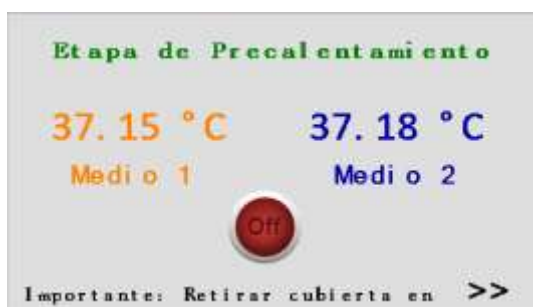 Etapa de Precalentamiento
37.15 °C 37.18 °C
Medio 1 Medio 2
Off
Importante: Retirar cubierta en >>